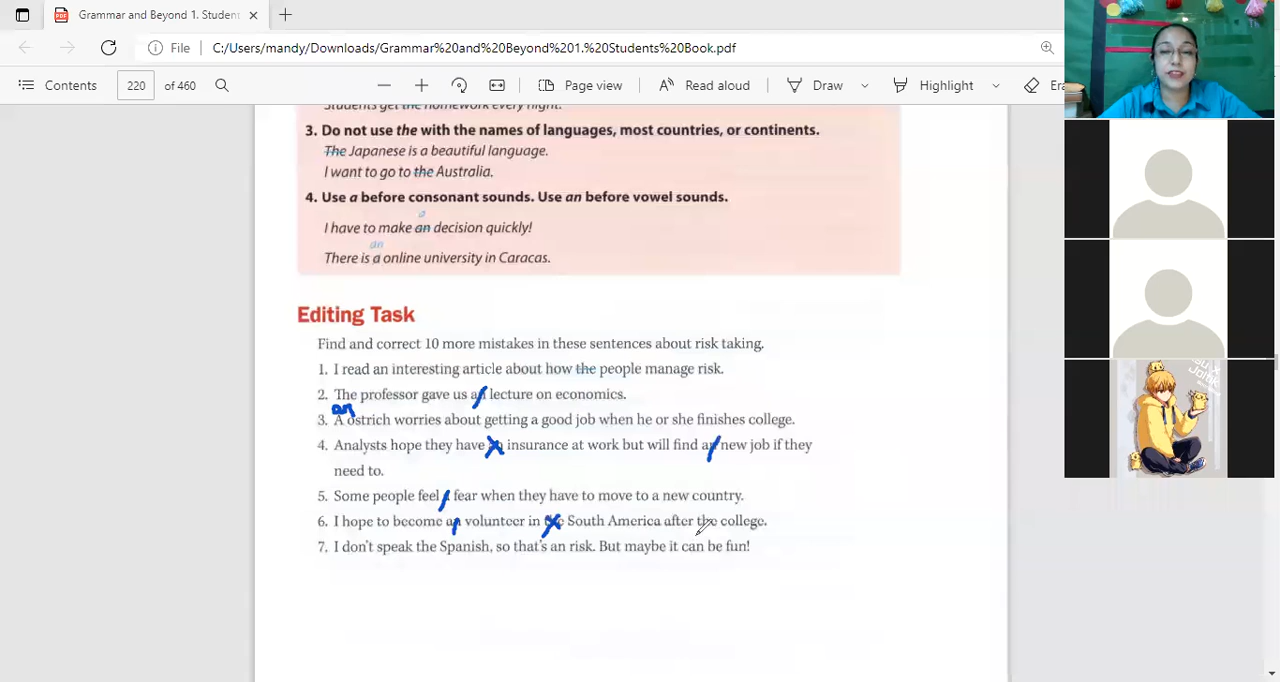 Grammar and Beyond 1. Student
File C:/Users/mandy/Downloads/Grammar%20and%20Beyond%201.%20Students%20Book.pdf
Contents 220 of 460 Page view Read aloud Draw Highlight Era
Students get the homework every night.
3. Do not use the with the names of languages, most countries, or continents.
The Japanese is a beautiful language.
I want to go to the Australia.
4. Use a before consonant sounds. Use an before vowel sounds.
a
I have to make an decision quickly!
an
There is a online university in Caracas.
Editing Task
Find and correct 10 more mistakes in these sentences about risk taking.
1. I read an interesting article about how the people manage risk.
2. The professor gave us an lecture on economics.
an
3. A ostrich worries about getting a good job when he or she finishes college.
4. Analysts hope they have an insurance at work but will find an new job if they
need to.
5. Some people feel fear when they have to move to a new country.
6. I hope to become an volunteer in the South America after the college.
7. I don't speak the Spanish, so that's an risk. But maybe it can be fun!